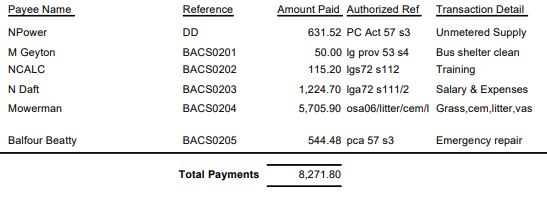 Payee Name Reference Amount Paid Authorized Ref Transaction Detail
NPower DD 631.52 PC Act 57 s3 Unmetered Supply
M Geyton BACS0201 50.00 lg prov 53 s4 Bus shelter clean
NCALC BACS0202 115.20 lgs72 s112 Training
N Daft BACS0203 1,224.70 lga72 s111/2 Salary & Expenses
Mowerman BACS0204 5,705.90 osa06/litter/cem/l Grass,cem,litter,vas
Balfour Beatty BACS0205 544.48 pca 57 s3 Emergency repair
Total Payments 8,271.80